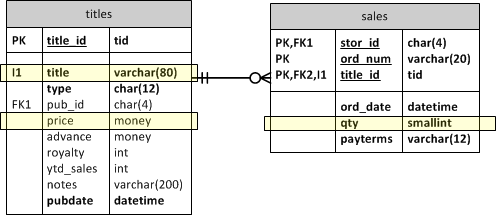 titles
PK title_id tid
I1 title varchar(80)
type char(12)
FK1 pub_id char(4)
price money
advance money
royalty int
ytd_sales int
notes varchar(200)
pubdate datetime
sales
PK,FK1 stor_id char(4)
PK ord_num varchar(20)
PK,FK2,I1 title_id tid
ord_date datetime
qty smallint
payterms varchar(12)